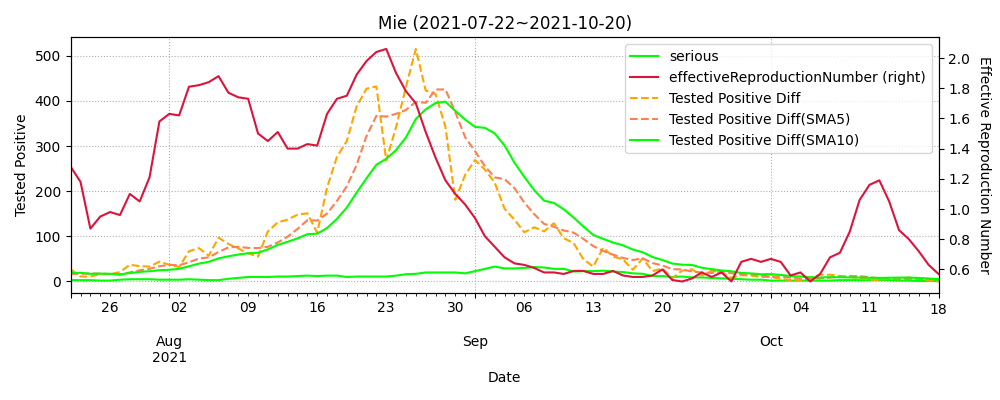 Mie (2021-07-22~2021-10-20)
serious
effectiveReproductionNumber (right)
Tested Positive Diff
Tested Positive Diff(SMA5)
Tested Positive Diff(SMA10)
Tested Positive
500
400
300
200
100
0
2.0
1.8
1.6
1.4
1.2
1.0
0.8
0.6
Effective Reproduction Number
26 02 09 16 23 30 06 13 20 27 04 11 18
Aug Sep Oct
2021
Date